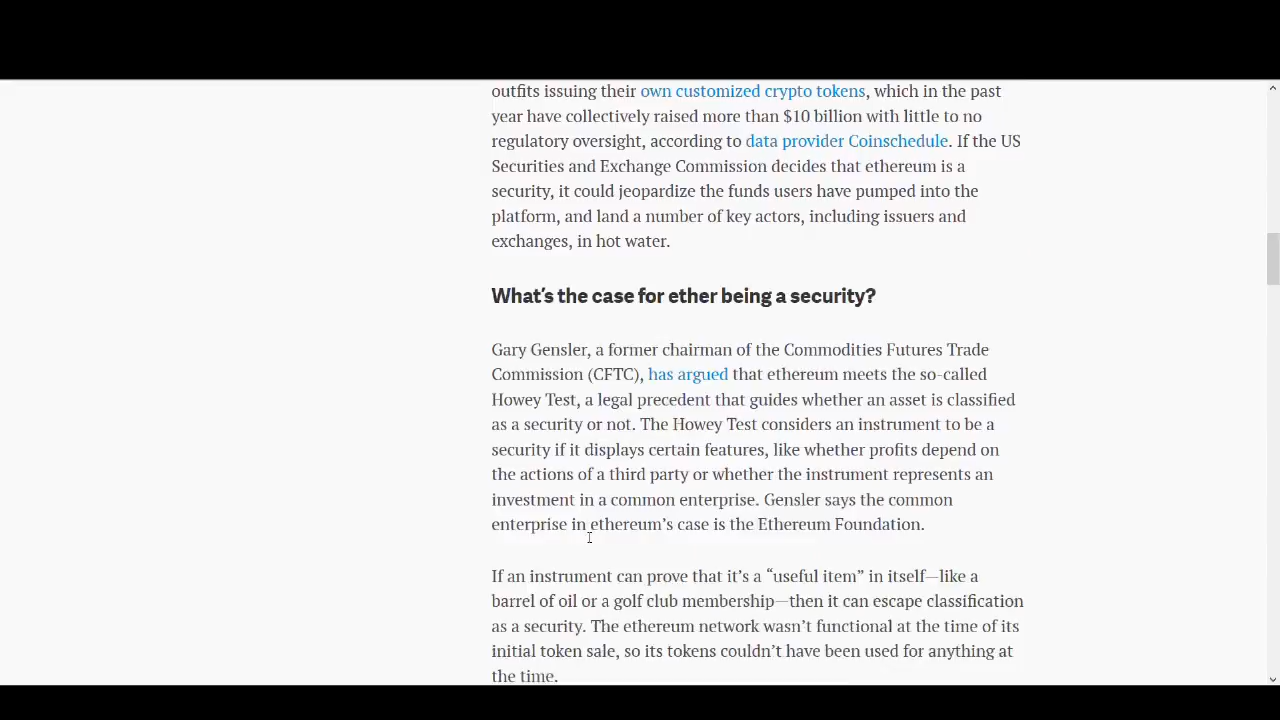 outfits issuing their own customized crypto tokens, which in the past
year have collectively raised more than $10 billion with little to no
regulatory oversight, according to data provider Coinschedule. If the US
Securities and Exchange Commission decides that ethereum is a
security, it could jeopardize the funds users have pumped into the
platform, and land a number of key actors, including issuers and
exchanges, in hot water.
What’s the case for ether being a security?
Gary Gensler, a former chairman of the Commodities Futures Trade
Commission (CFTC), has argued that ethereum meets the so-called
Howey Test, a legal precedent that guides whether an asset is classified
as a security or not. The Howey Test considers an instrument to be a
security if it displays certain features, like whether profits depend on
the actions of a third party or whether the instrument represents an
investment in a common enterprise. Gensler says the common
enterprise in ethereum’s case is the Ethereum Foundation.
If an instrument can prove that it’s a “useful item” in itself—like a
barrel of oil or a golf club membership—then it can escape classification
as a security. The ethereum network wasn’t functional at the time of its
initial token sale, so its tokens couldn’t have been used for anything at
the time.